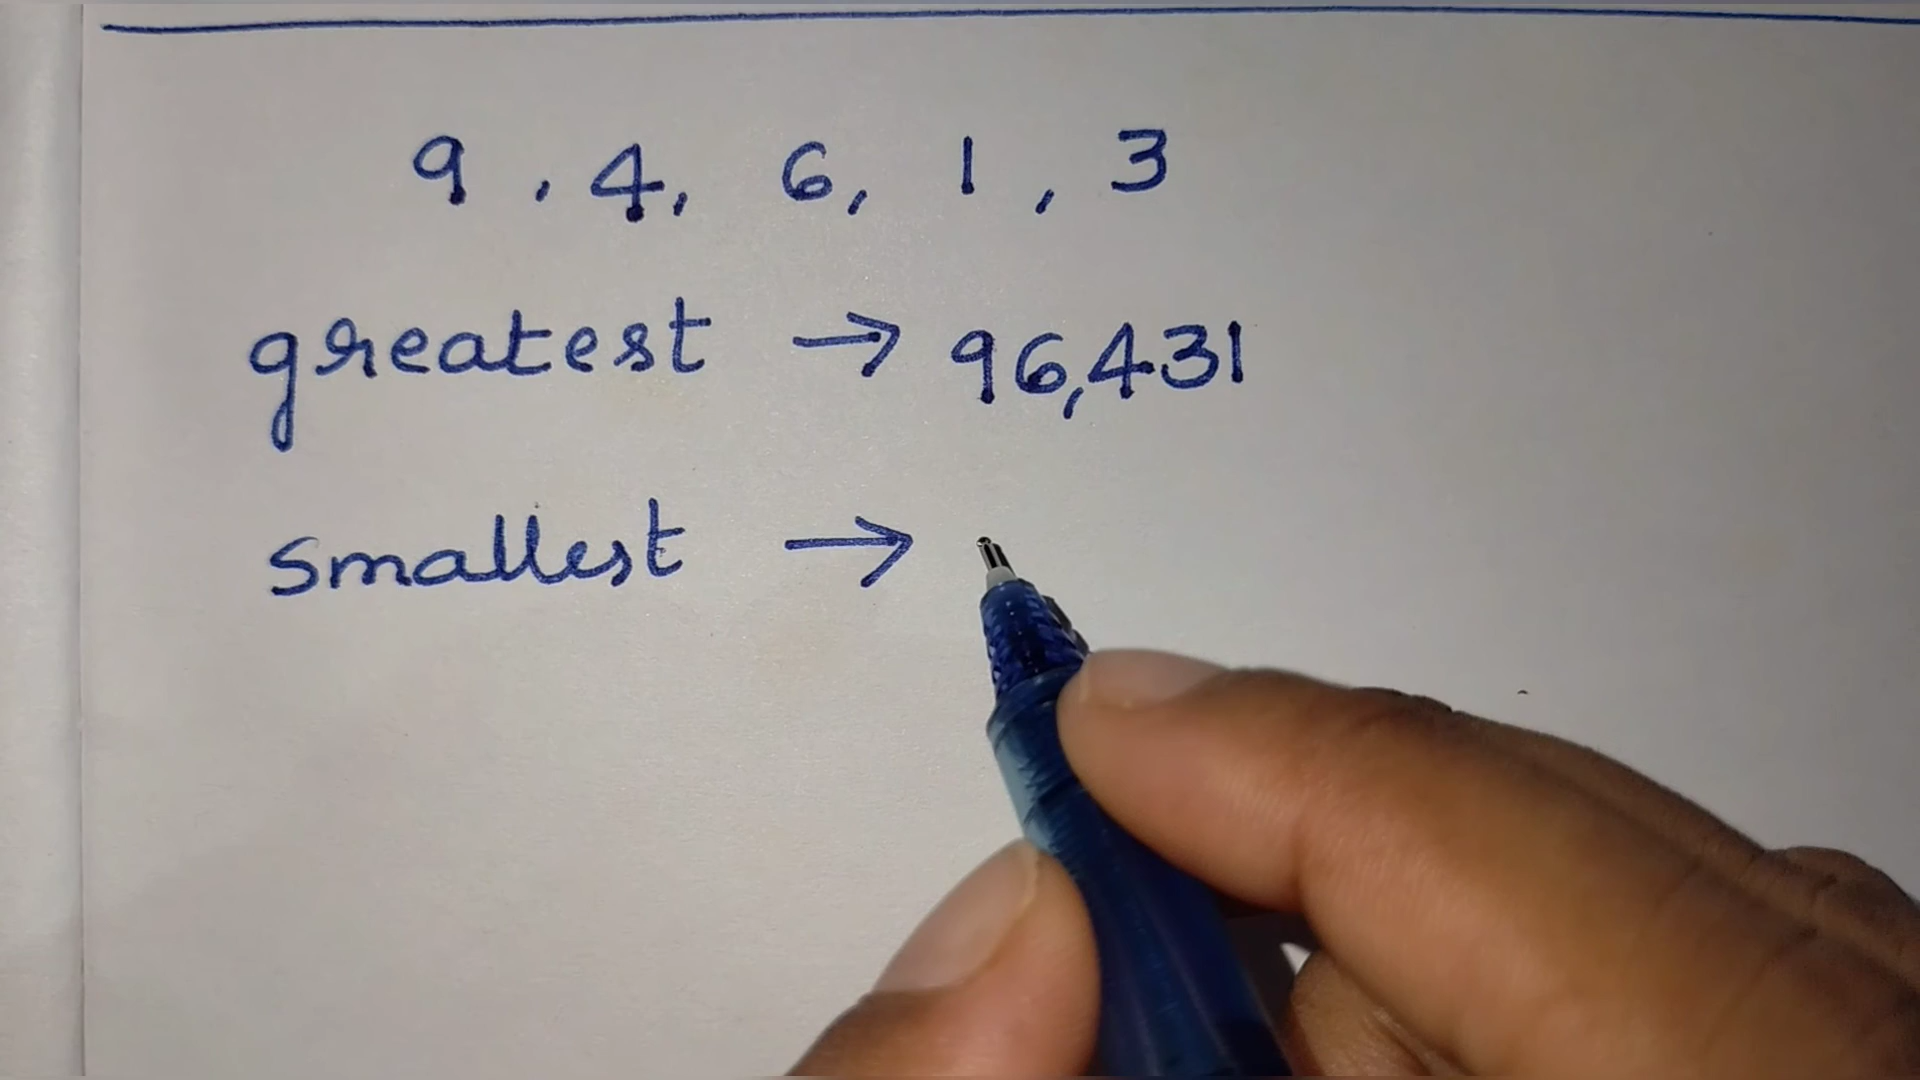 9 , 4, 6, 1, 3
greatest → 96,431
smallest →